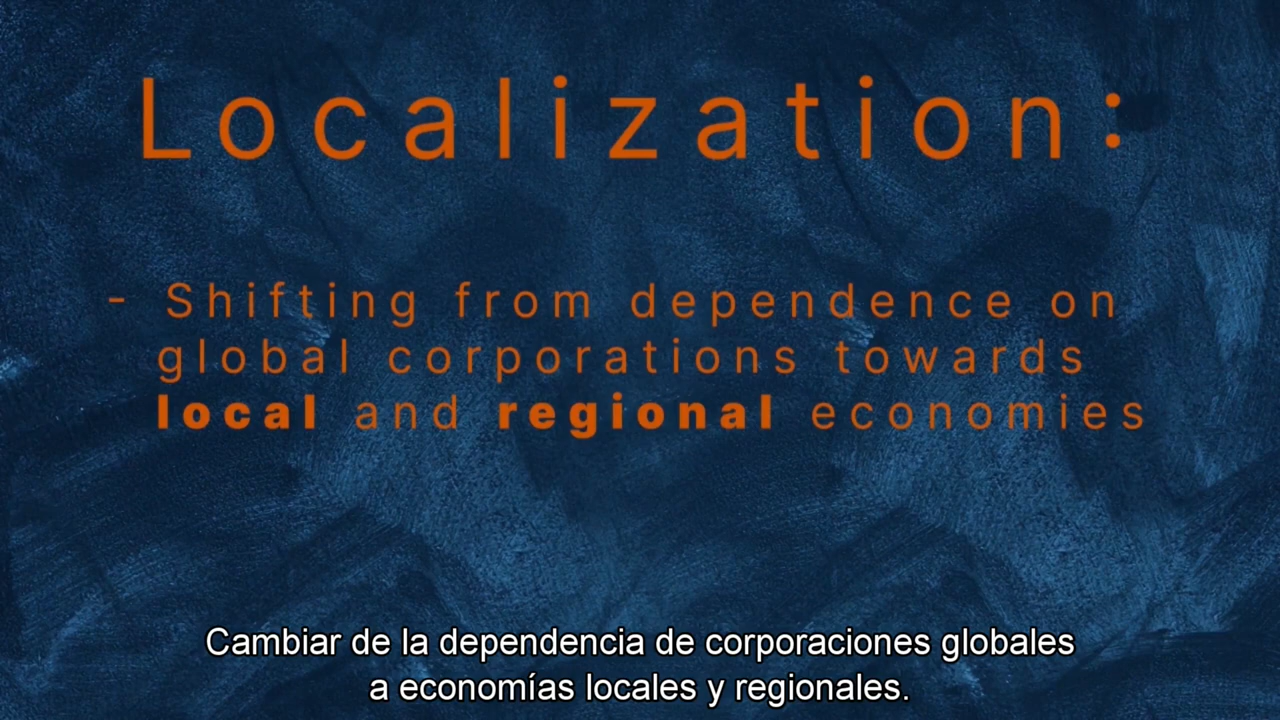 Localization:
- Shifting from dependence on
global corporations towards
local and regional economies
Cambiar de la dependencia de corporaciones globales
a economías locales y regionales.